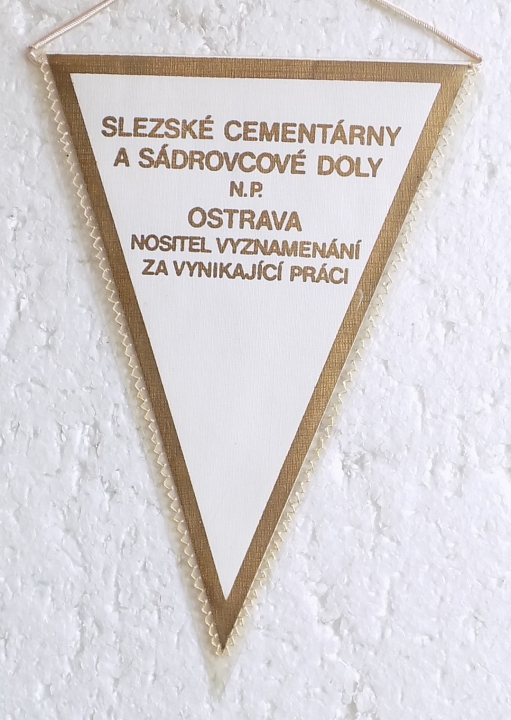 SLEZSKÉ CEMENTÁRNY
A SÁDROVCOVÉ DOLY
N.P.
OSTRAVA
NOSITEL VYZNAMENÁNÍ
ZA VYNIKAJÍCÍ PRÁCI